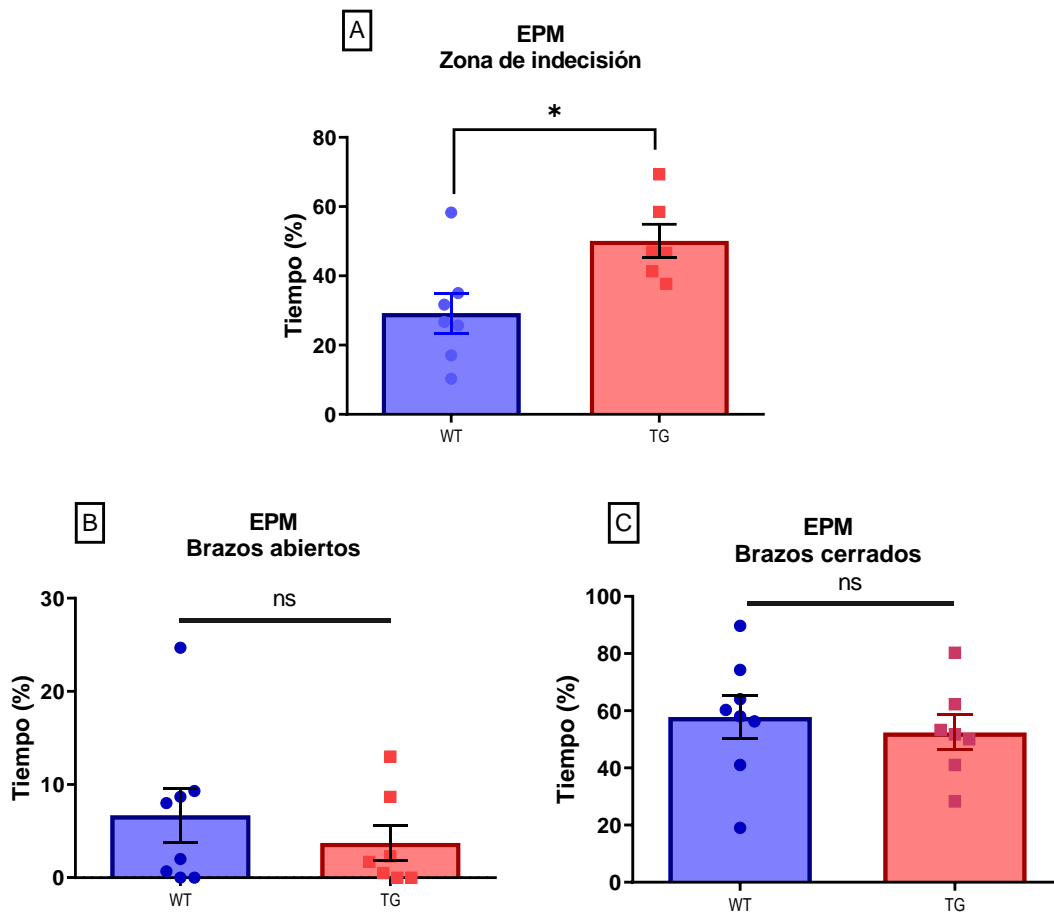 A
EPM
Zona de indecisión
*
Tiempo (%)
80
60
40
20
0
WT
TG
B
EPM
Brazos abiertos
ns
Tiempo (%)
30
20
10
0
WT
TG
C
EPM
Brazos cerrados
ns
Tiempo (%)
100
80
60
40
20
0
WT
TG